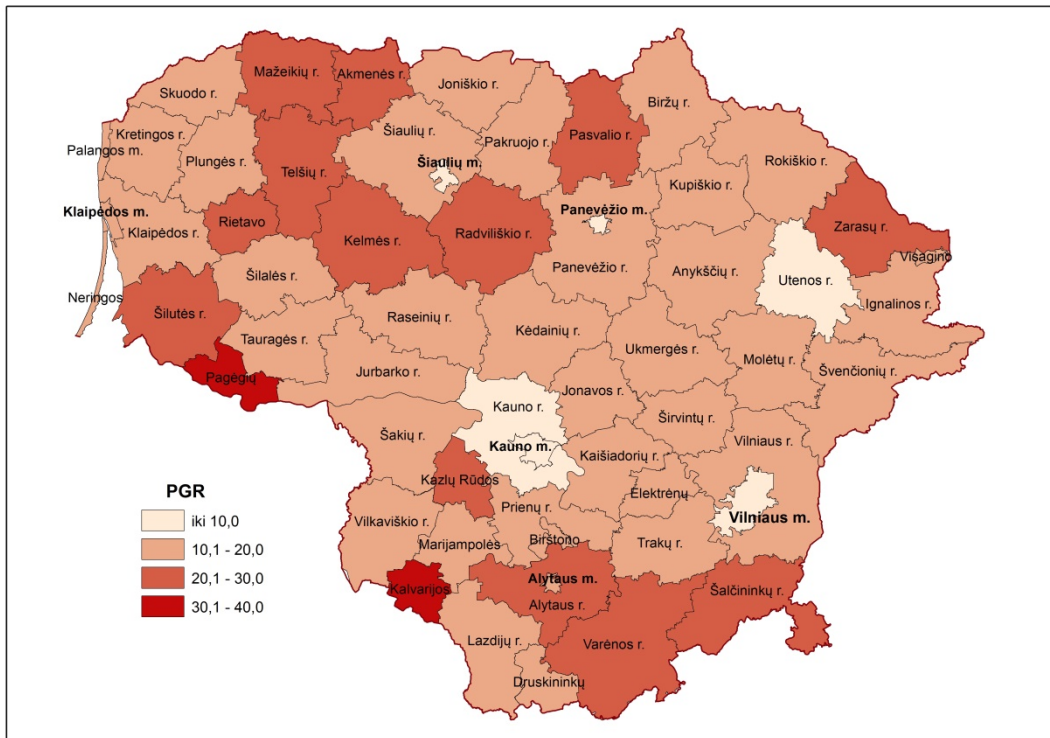 Mažeikių r.
Akmenės r.
Skuodo r.
Joniškio r.
Biržų r.
Kretingos r.
Šiaulių r.
Pakruojo r.
Pasvalio r.
Palangos m.
Plungės r.
Telšių r.
Šiaulių m.
Rokiškio r.
Kupiškio r.
Klaipėdos m.
Klaipėdos r.
Rietavo
Kelmės r.
Radviliškio r.
Panevėžio m.
Zarasų r.
Visagino
Panevėžio r.
Anykščių r.
Utenos r.
Šilalės r.
Neringos
Ignalinos r.
Šilutės r.
Raseinių r.
Kėdainių r.
Tauragės r.
Ukmergės r.
Molėtų r.
Švenčionių r.
Pagėgių
Jurbarko r.
Jonavos r.
Kauno r.
Širvintų r.
Šakių r.
Kauno m.
Kaišiadorių r.
Vilniaus r.
Kazlų Rūdos
Elektrėnų
Prienų r.
Vilniaus m.
Vilkaviškio r.
Marijampolės
Birštono
Trakų r.
Alytaus m.
Kalvarijos
Alytaus r.
Šalčininkų r.
Lazdijų r.
Varėnos r.
Druskininkų
PGR
iki 10,0
10,1 - 20,0
20,1 - 30,0
30,1 - 40,0